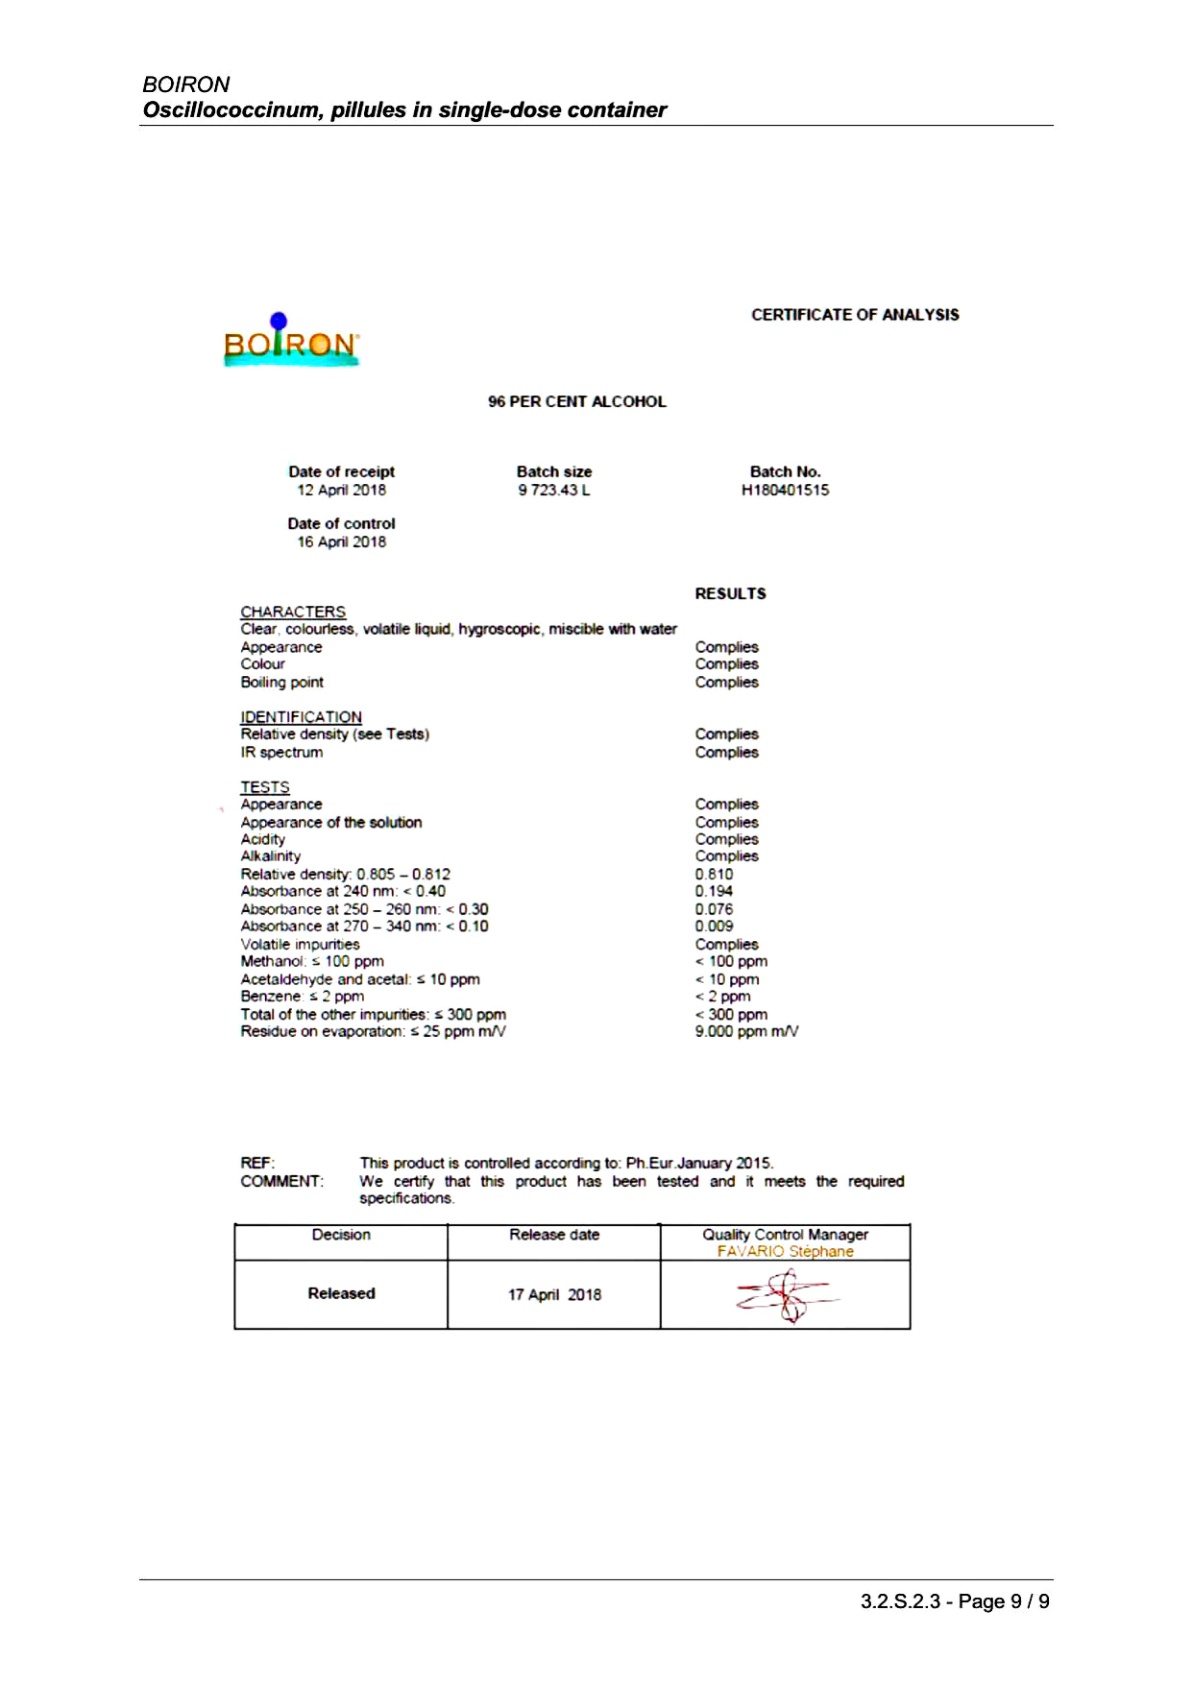 BOIRON
Oscillococcinum, pillules in single-dose container
CERTIFICATE OF ANALYSIS
BOIRON
96 PER CENT ALCOHOL
Date of receipt Batch size Batch No.
12 April 2018 9 723.43 L H180401515
Date of control
16 April 2018
RESULTS
CHARACTERS
Clear, colourless, volatile liquid, hygroscopic, miscible with water
Appearance Complies
Colour Complies
Boiling point Complies
IDENTIFICATION
Relative density (see Tests) Complies
IR spectrum Complies
TESTS
Appearance Complies
Appearance of the solution Complies
Acidity Complies
Alkalinity Complies
Relative density: 0.805 – 0.812 0.810
Absorbance at 240 nm: < 0.40 0.194
Absorbance at 250 – 260 nm: < 0.30 0.076
Absorbance at 270 – 340 nm: < 0.10 0.009
Volatile impurities Complies
Methanol: ≤ 100 ppm < 100 ppm
Acetaldehyde and acetal: ≤ 10 ppm < 10 ppm
Benzene: ≤ 2 ppm < 2 ppm
Total of the other impurities: ≤ 300 ppm < 300 ppm
Residue on evaporation: ≤ 25 ppm m/V 9.000 ppm m/V
REF: This product is controlled according to: Ph.Eur.January 2015.
COMMENT: We certify that this product has been tested and it meets the required
specifications.
Decision Release date Quality Control Manager
FAVARIO Stéphane
Released 17 April 2018
3.2.S.2.3 - Page 9 / 9